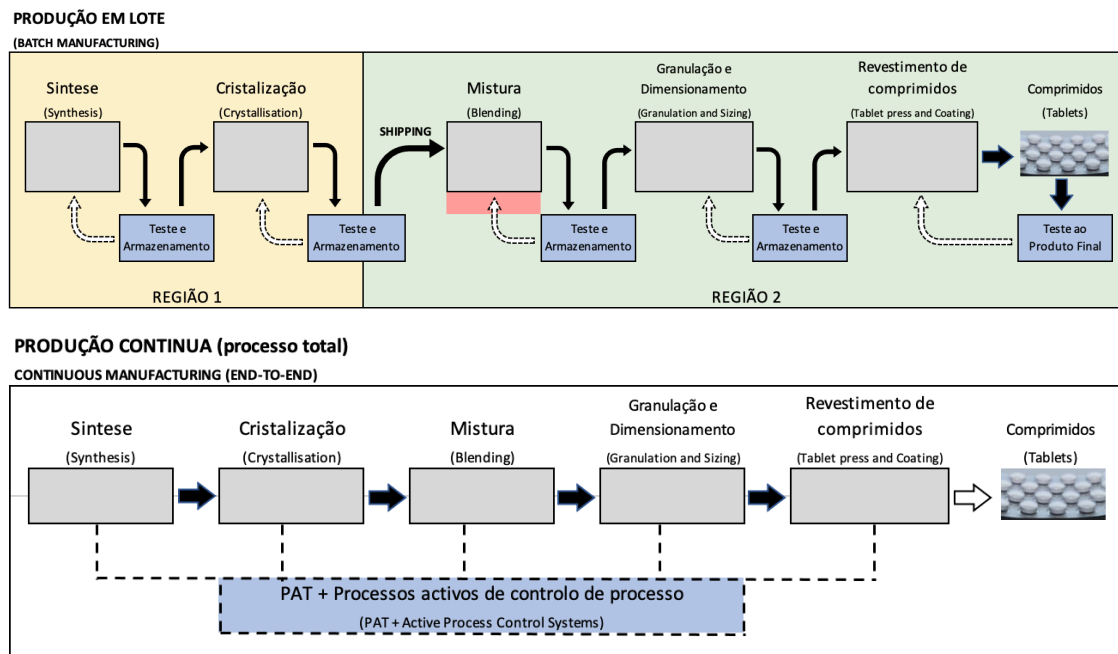 PRODUÇÃO EM LOTE
(BATCH MANUFACTURING)
Sintese
(Synthesis)
Cristalização
(Crystallisation)
SHIPPING
Mistura
(Blending)
Granulação e
Dimensionamento
(Granulation and Sizing)
Revestimento de
comprimidos
(Tablet press and Coating)
Comprimidos
(Tablets)
Teste e
Armazenamento
Teste e
Armazenamento
Teste e
Armazenamento
Teste e
Armazenamento
Teste ao
Produto Final
REGIÃO 1
REGIÃO 2
PRODUÇÃO CONTINUA (processo total)
CONTINUOUS MANUFACTURING (END-TO-END)
Sintese
(Synthesis)
Cristalização
(Crystallisation)
Mistura
(Blending)
Granulação e
Dimensionamento
(Granulation and Sizing)
Revestimento de
comprimidos
(Tablet press and Coating)
Comprimidos
(Tablets)
PAT + Processos activos de controlo de processo
(PAT + Active Process Control Systems)